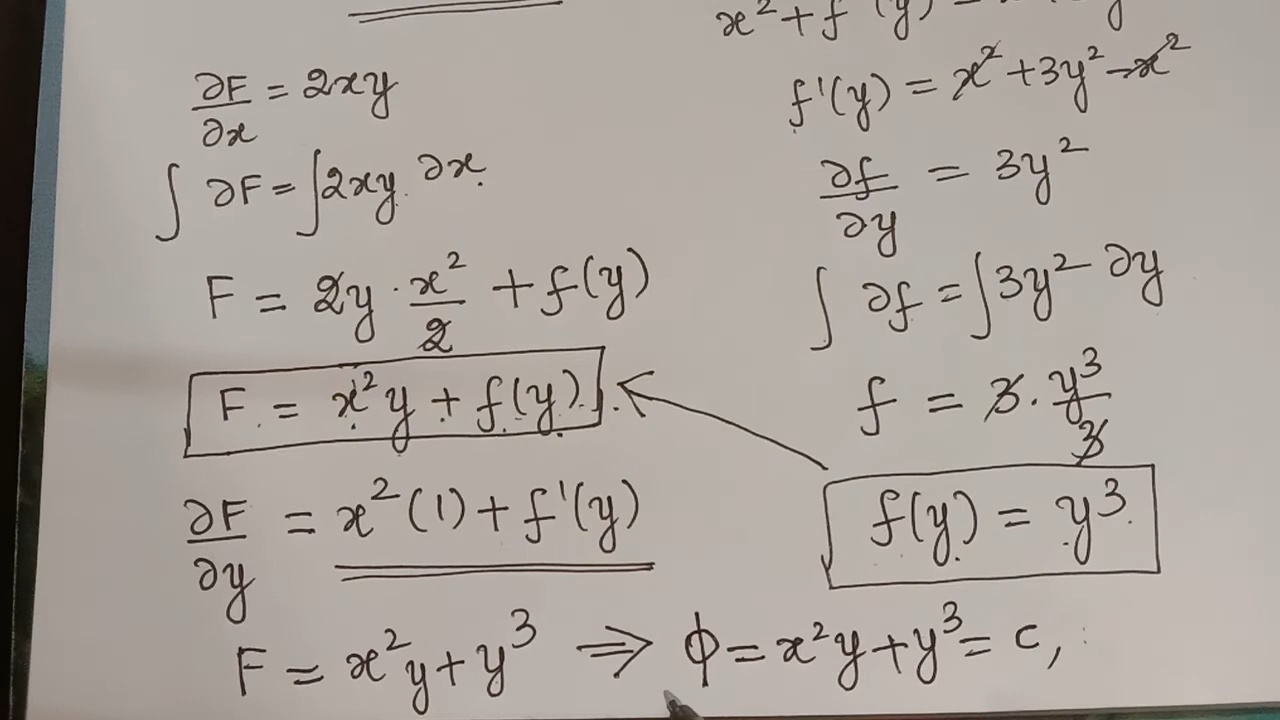 ∂F/∂x = 2xy
∫ ∂F = ∫2xy ∂x
F = 2y · x²/2 + f(y)
F = x²y + f(y)
∂F/∂y = x²(1) + f'(y)
F = x²y + y³ ⇒ φ = x²y + y³ = c,
f'(y) = x² + 3y² - x²
∂f/∂y = 3y²
∫ ∂f = ∫3y² ∂y
f = 3 · y³/3
f(y) = y³